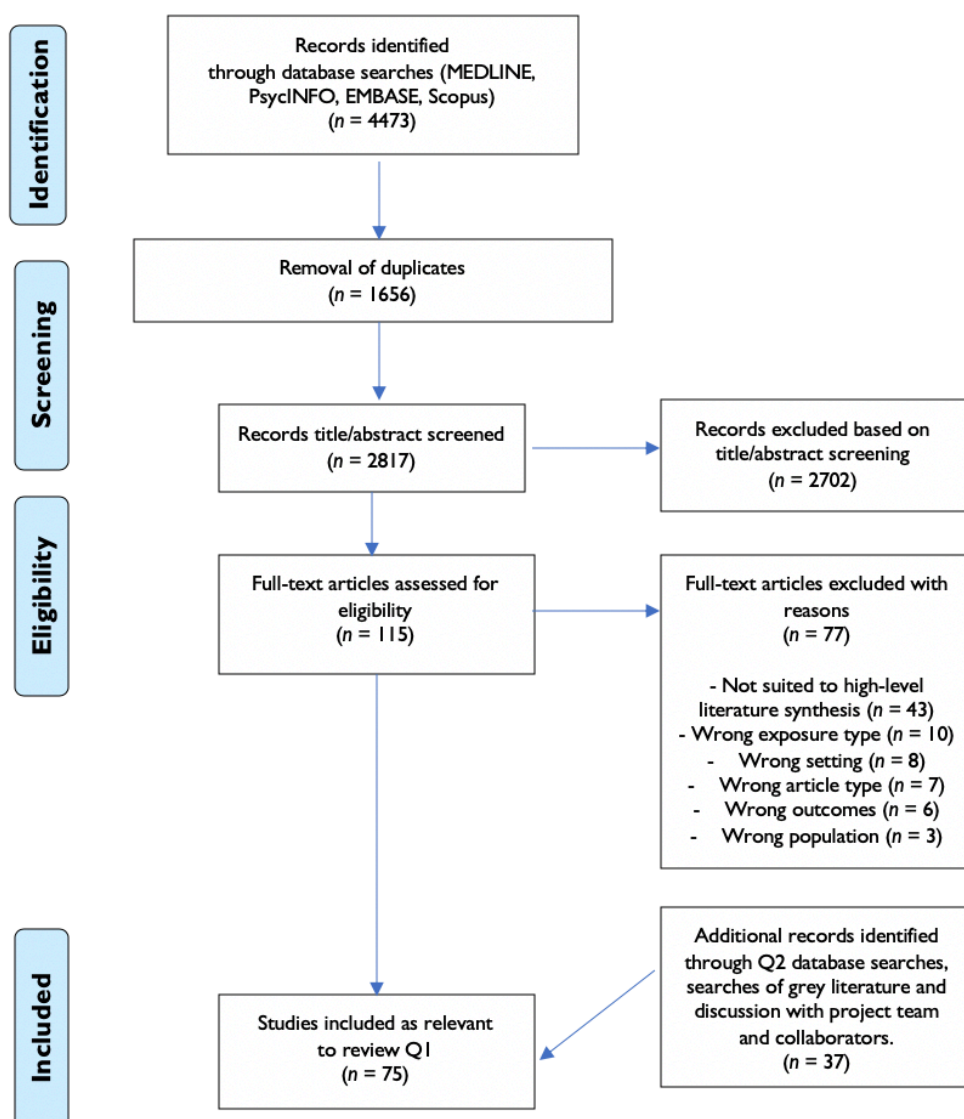 Identification
Records identified
through database searches (MEDLINE,
PsycINFO, EMBASE, Scopus)
(n = 4473)
Screening
Removal of duplicates
(n = 1656)
Records title/abstract screened
(n = 2817)
Records excluded based on
title/abstract screening
(n = 2702)
Eligibility
Full-text articles assessed for
eligibility
(n = 115)
Full-text articles excluded with
reasons
(n = 77)
- Not suited to high-level
literature synthesis (n = 43)
- Wrong exposure type (n = 10)
- Wrong setting (n = 8)
- Wrong article type (n = 7)
- Wrong outcomes (n = 6)
- Wrong population (n = 3)
Included
Additional records identified
through Q2 database searches,
searches of grey literature and
discussion with project team
and collaborators.
(n = 37)
Studies included as relevant
to review Q1
(n = 75)